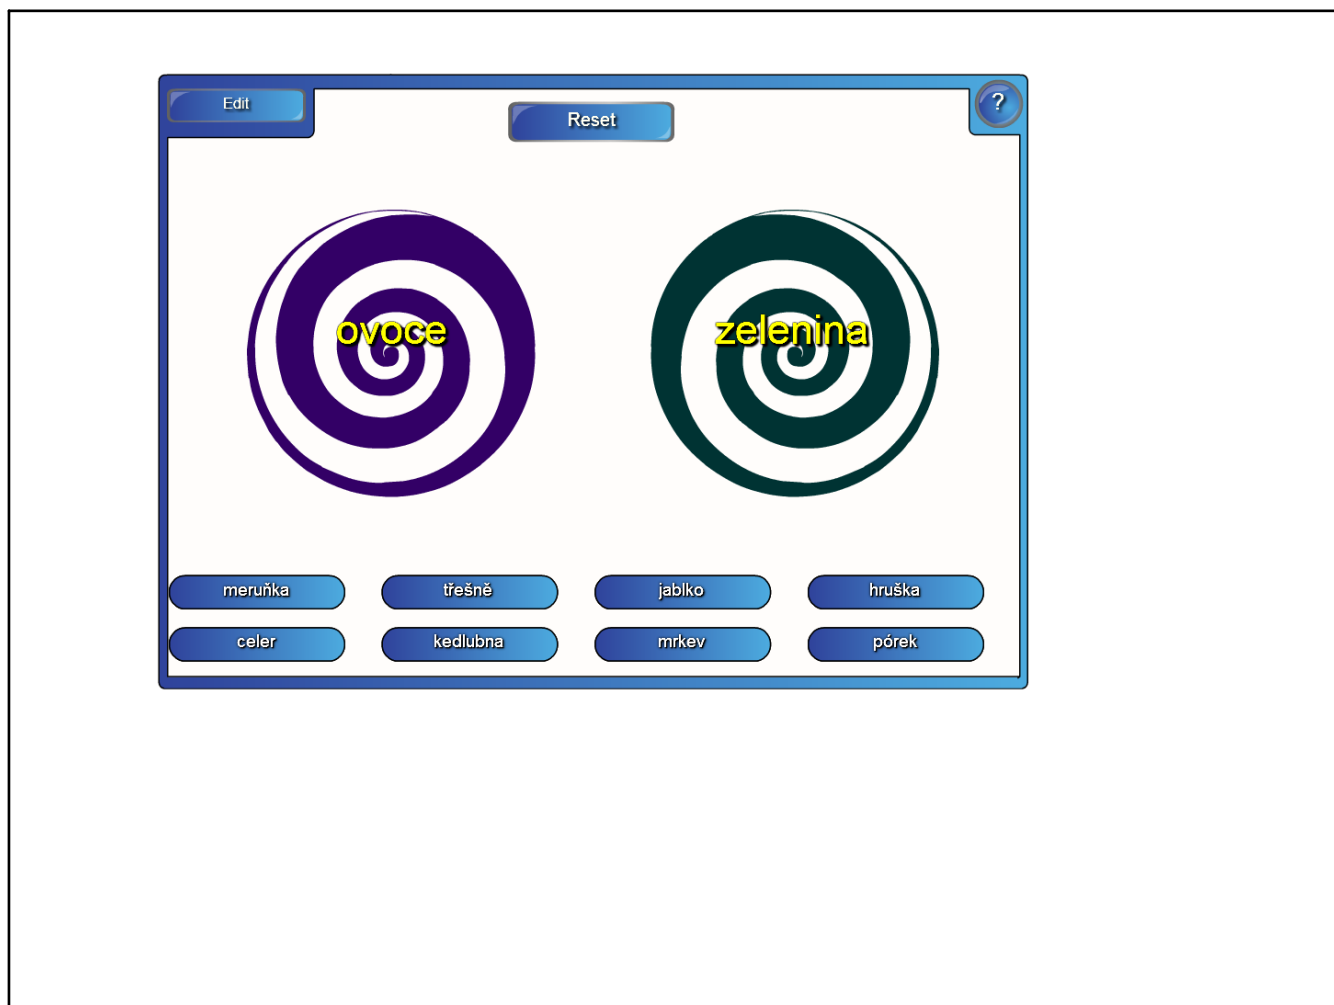 Edit
Reset
?
ovoce
zelenina
meruňka třešně jablko hruška
celer kedlubna mrkev pórek